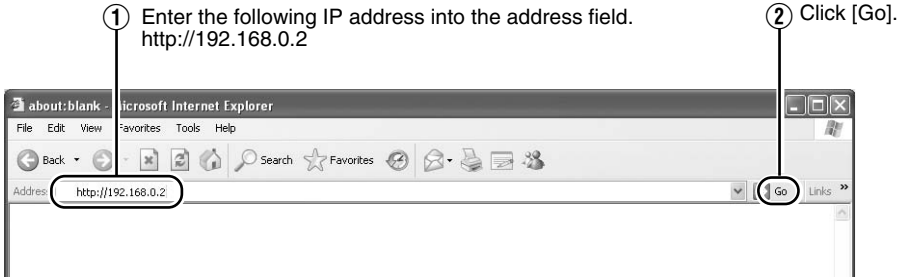 ① Enter the following IP address into the address field.
http://192.168.0.2
② Click [Go].
about:blank - Microsoft Internet Explorer
File Edit View Favorites Tools Help
Back Search Favorites
Address http://192.168.0.2 Go Links »